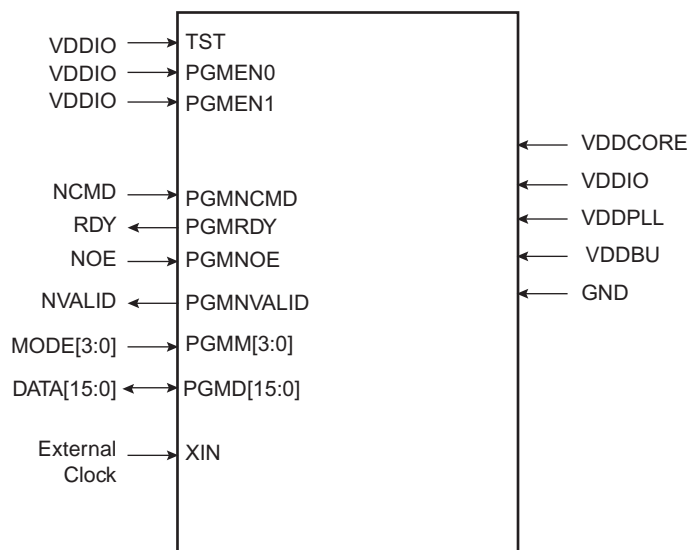 VDDIO TST
VDDIO PGMEN0
VDDIO PGMEN1
VDDCORE
VDDIO
NCMD PGMNCMD
VDDPLL
RDY PGMRDY
VDDBU
NOE PGMNOE
GND
NVALID PGMNVALID
MODE[3:0] PGMM[3:0]
DATA[15:0] PGMD[15:0]
External XIN
Clock